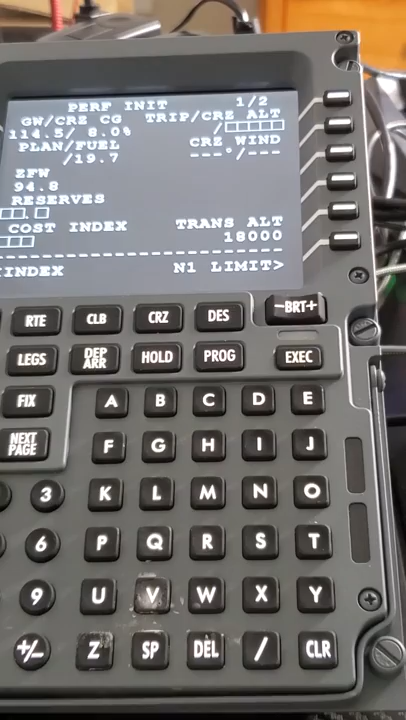 PERF INIT 1/2
GW/CRZ CG TRIP/CRZ ALT
114.5/ 8.0% /□□□□□
PLAN/FUEL CRZ WIND
/19.7 ---°/---
ZFW
94.8
RESERVES
□□.□
COST INDEX TRANS ALT
□□□ 18000
--------------------------------
INDEX N1 LIMIT>
RTE CLB CRZ DES -BRT+
LEGS DEP ARR HOLD PROG EXEC
FIX A B C D E
NEXT PAGE F G H I J
3 K L M N O
6 P Q R S T
9 U V W X Y
+/- Z SP DEL / CLR